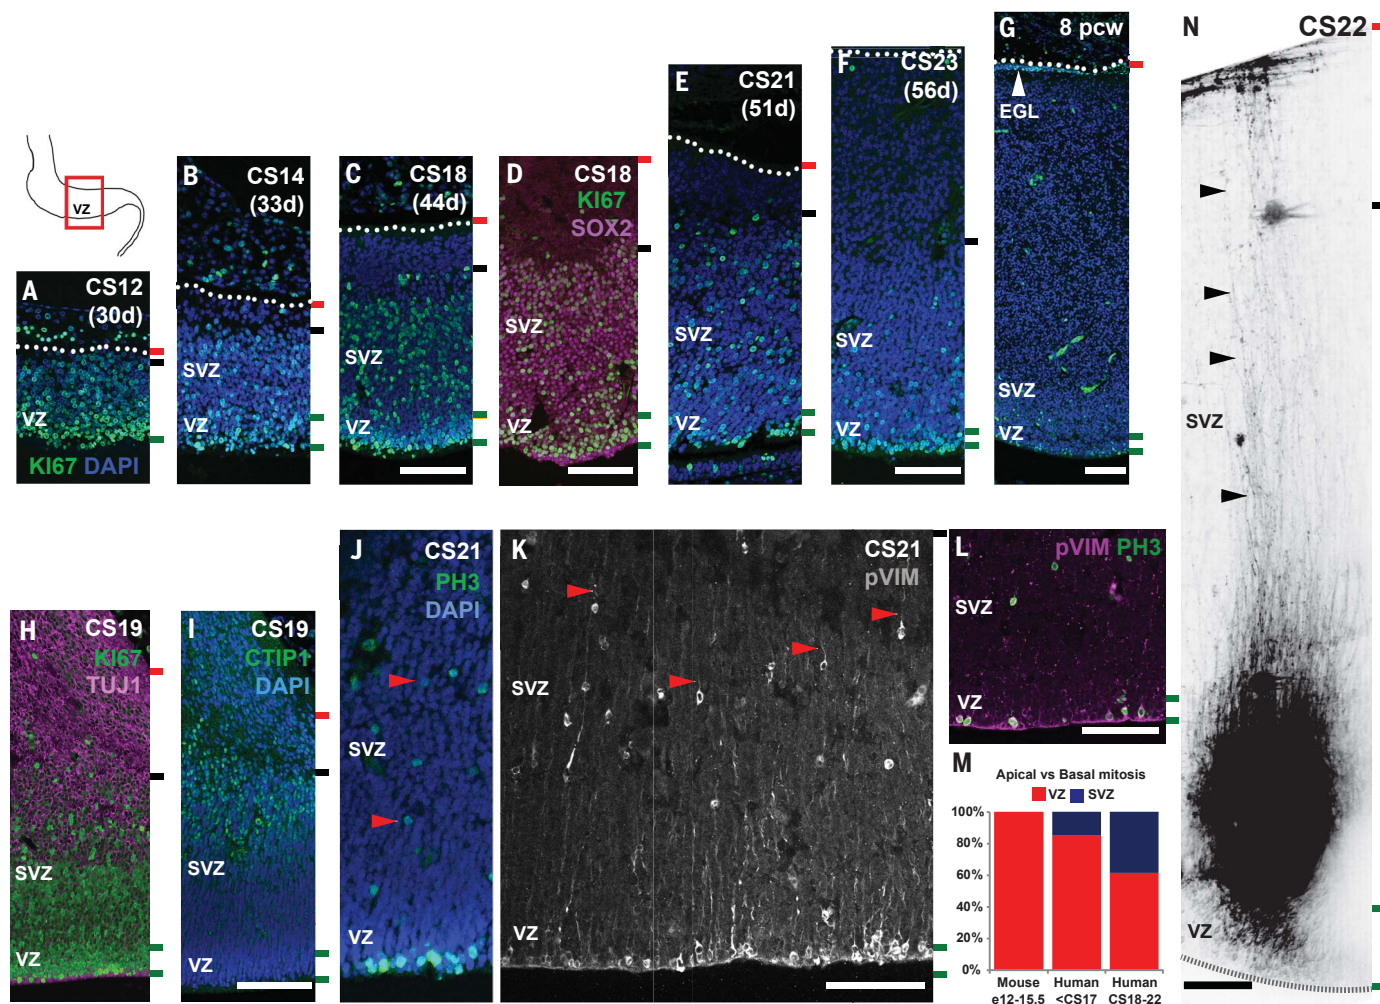 VZ
A
CS12
(30d)
VZ
KI67 DAPI
B
CS14
(33d)
SVZ
VZ
C
CS18
(44d)
SVZ
VZ
D
CS18
KI67
SOX2
SVZ
VZ
E
CS21
(51d)
SVZ
VZ
F
CS23
(56d)
SVZ
VZ
G
8 pcw
EGL
SVZ
VZ
H
CS19
KI67
TUJ1
SVZ
VZ
I
CS19
CTIP1
DAPI
SVZ
VZ
J
CS21
PH3
DAPI
SVZ
VZ
K
CS21
pVIM
SVZ
VZ
L
pVIM PH3
SVZ
VZ
M
Apical vs Basal mitosis
VZ SVZ
100%
80%
60%
40%
20%
0%
Mouse
e12-15.5
Human
<CS17
Human
CS18-22
N
CS22
SVZ
VZ